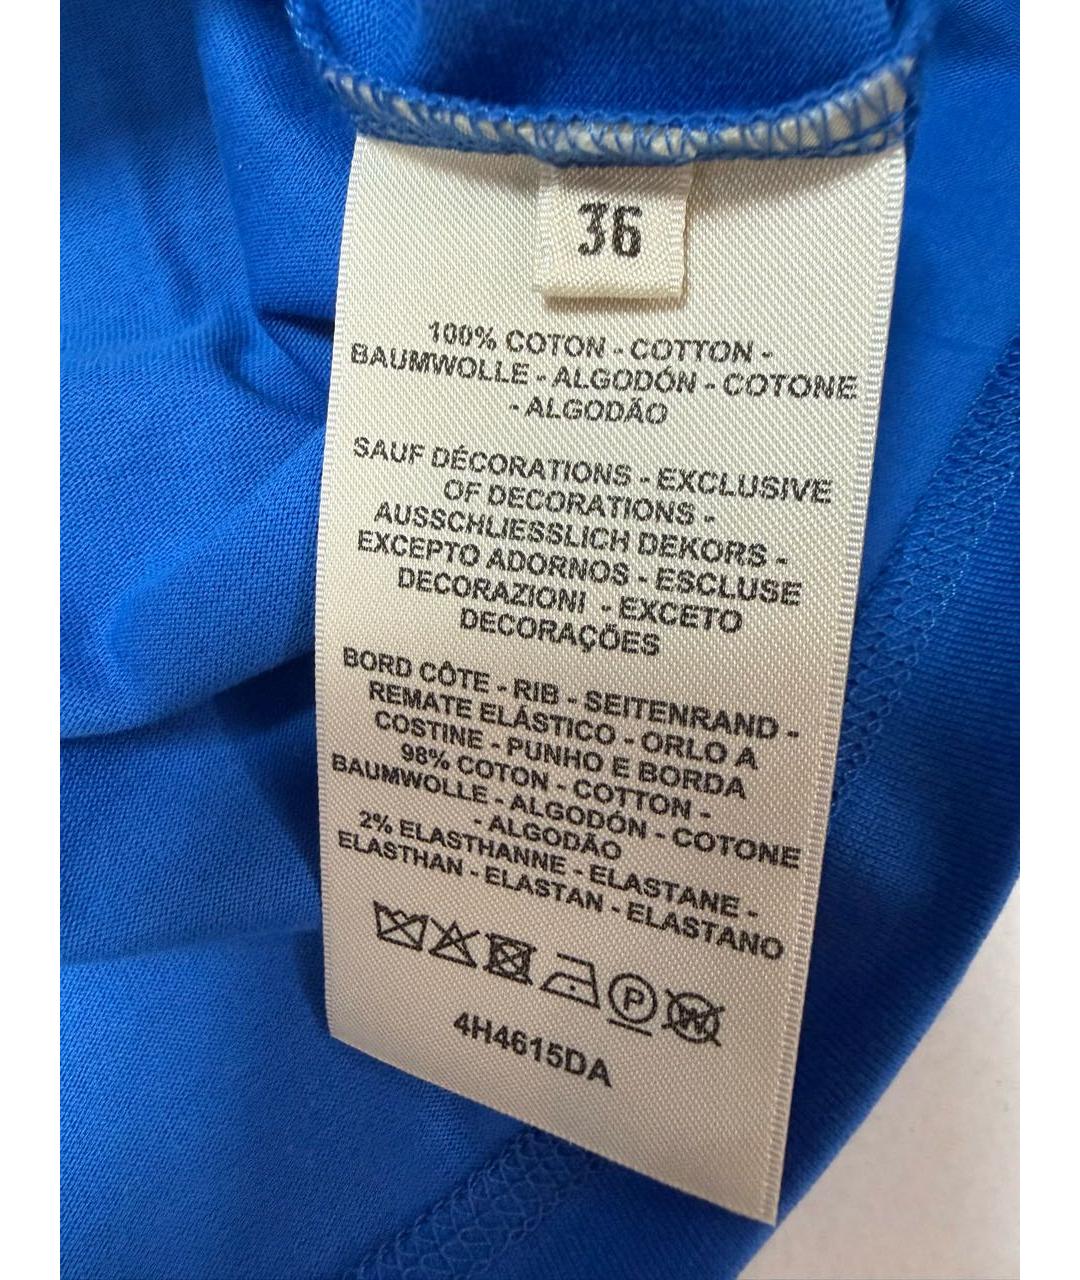 36
100% COTON - COTTON -
BAUMWOLLE - ALGODÓN - COTONE
- ALGODÃO
SAUF DÉCORATIONS - EXCLUSIVE
OF DECORATIONS -
AUSSCHLIESSLICH DEKORS -
EXCEPTO ADORNOS - ESCLUSE
DECORAZIONI - EXCETO
DECORAÇÕES
BORD CÔTE - RIB - SEITENRAND -
REMATE ELÁSTICO - ORLO A
COSTINE - PUNHO E BORDA
98% COTON - COTTON -
BAUMWOLLE - ALGODÓN - COTONE
- ALGODÃO
2% ELASTHANNE - ELASTANE -
ELASTHAN - ELASTAN - ELASTANO
P W
4H4615DA